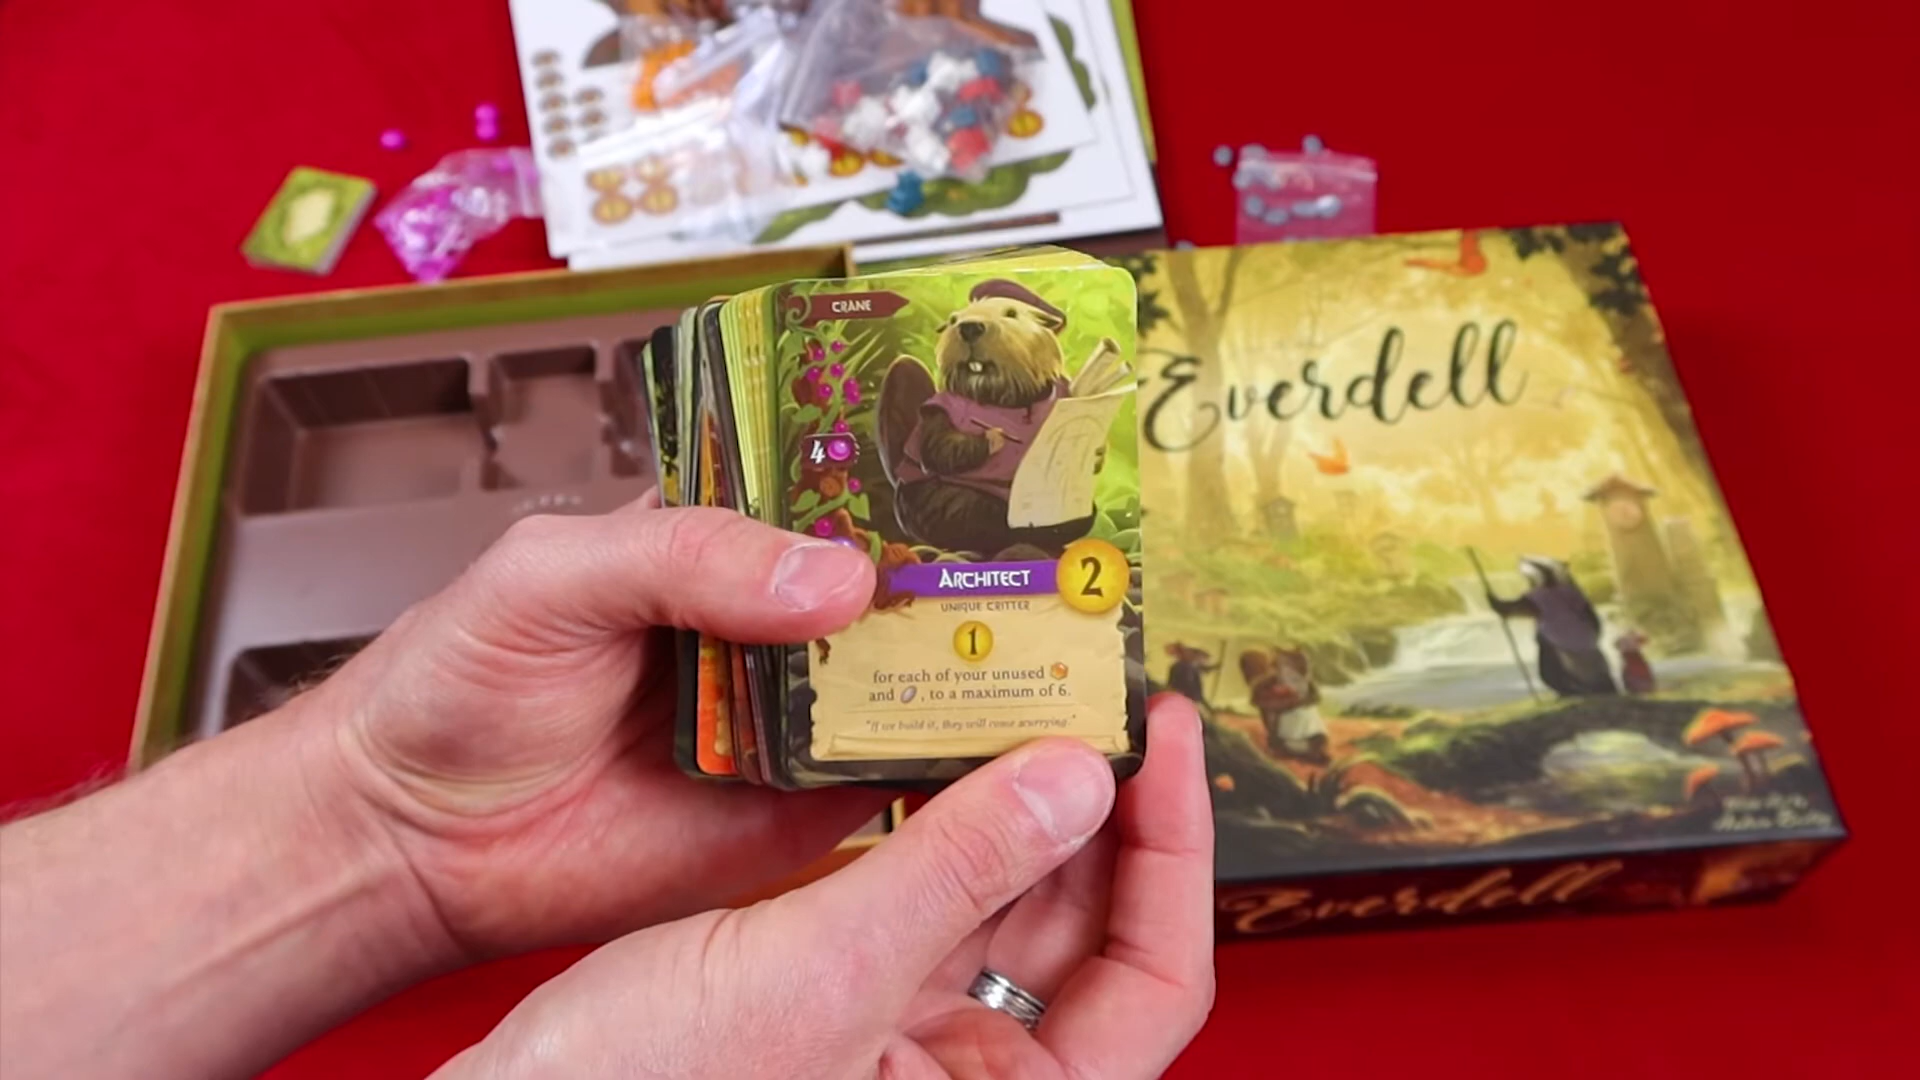 CRANE
4
ARCHITECT
2
UNIQUE CRITTER
1
for each of your unused
and , to a maximum of 6.
"If we build it, they will come scurrying."
Everdell
Everdell